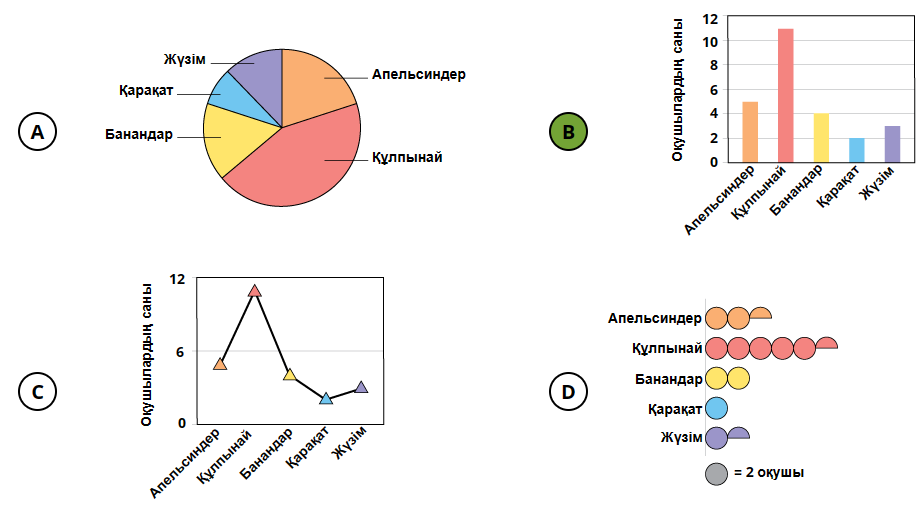 A
Жүзім
Қарақат
Банандар
Апельсиндер
Құлпынай
B
Оқушылардың саны
12
10
8
6
4
2
0
Апельсиндер
Құлпынай
Банандар
Қарақат
Жүзім
C
Оқушылардың саны
12
6
0
Апельсиндер
Құлпынай
Банандар
Қарақат
Жүзім
D
Апельсиндер
Құлпынай
Банандар
Қарақат
Жүзім
= 2 оқушы